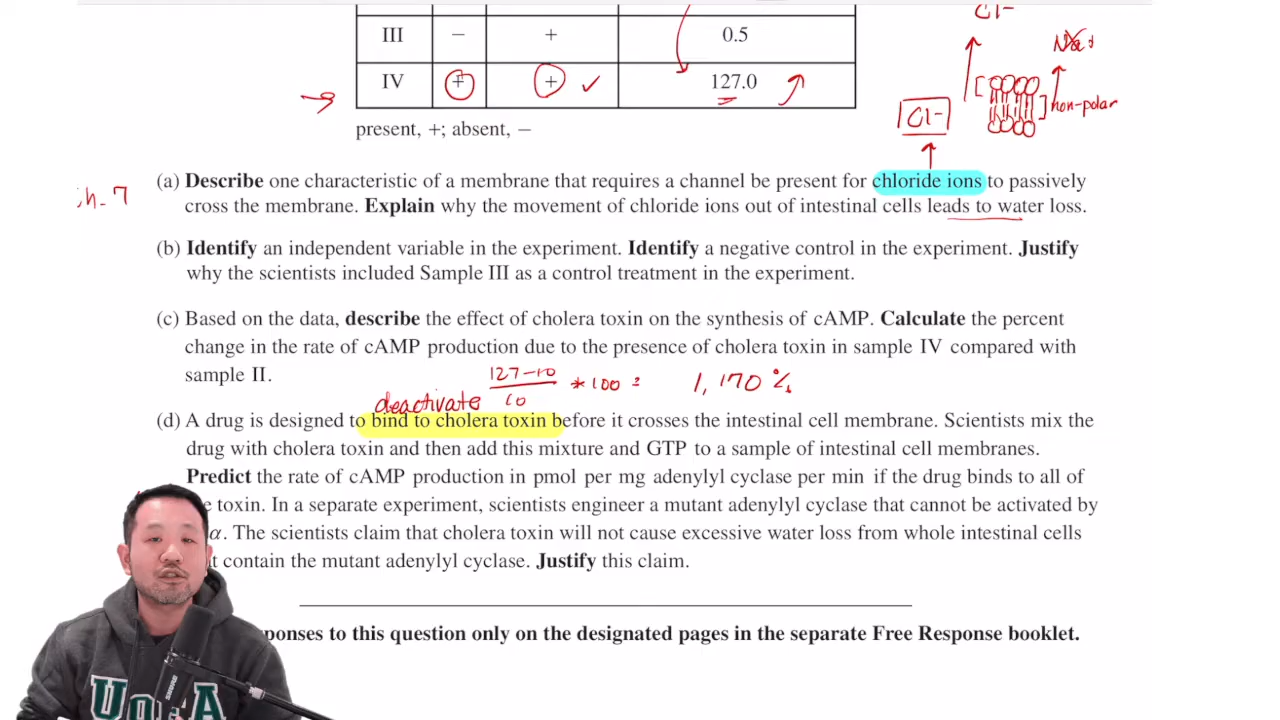 Cl-
III − + 0.5
Na+
IV + + ✓ 127.0
non-polar
Cl-
present, +; absent, −
(a) Describe one characteristic of a membrane that requires a channel be present for chloride ions to passively
ch. 7
cross the membrane. Explain why the movement of chloride ions out of intestinal cells leads to water loss.
(b) Identify an independent variable in the experiment. Identify a negative control in the experiment. Justify
why the scientists included Sample III as a control treatment in the experiment.
(c) Based on the data, describe the effect of cholera toxin on the synthesis of cAMP. Calculate the percent
change in the rate of cAMP production due to the presence of cholera toxin in sample IV compared with
sample II.
127-10
* 100 = 1,170 %
10
deactivate
(d) A drug is designed to bind to cholera toxin before it crosses the intestinal cell membrane. Scientists mix the
drug with cholera toxin and then add this mixture and GTP to a sample of intestinal cell membranes.
Predict the rate of cAMP production in pmol per mg adenylyl cyclase per min if the drug binds to all of
e toxin. In a separate experiment, scientists engineer a mutant adenylyl cyclase that cannot be activated by
α. The scientists claim that cholera toxin will not cause excessive water loss from whole intestinal cells
t contain the mutant adenylyl cyclase. Justify this claim.
ponses to this question only on the designated pages in the separate Free Response booklet.